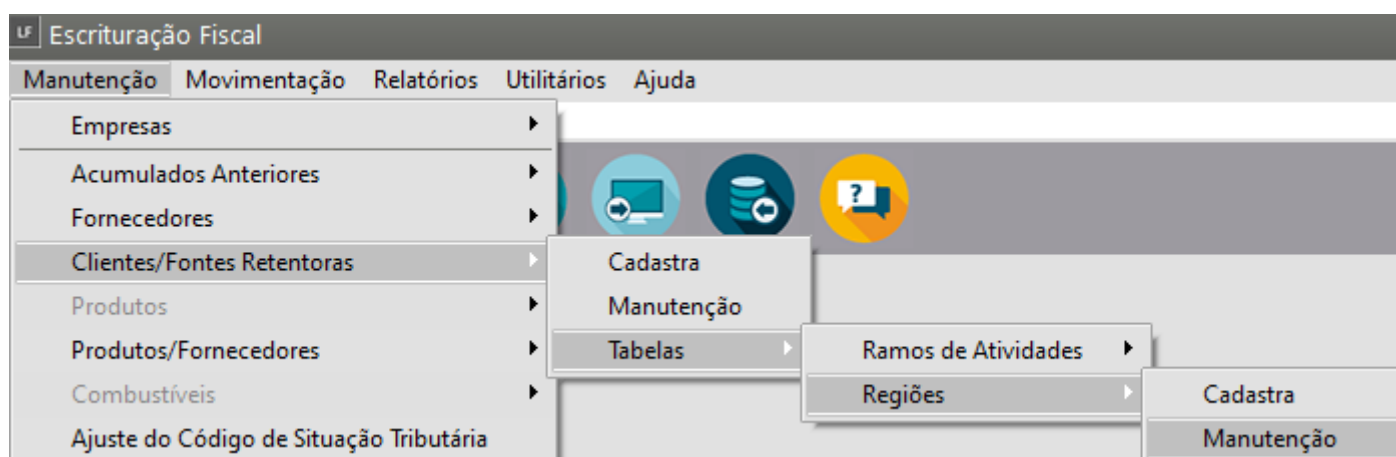 LF Escrituração Fiscal
Manutenção Movimentação Relatórios Utilitários Ajuda
Empresas
Acumulados Anteriores
Fornecedores
Clientes/Fontes Retentoras
Produtos
Produtos/Fornecedores
Combustíveis
Ajuste do Código de Situação Tributária
?
Cadastra
Manutenção
Tabelas
Ramos de Atividades
Regiões
Cadastra
Manutenção